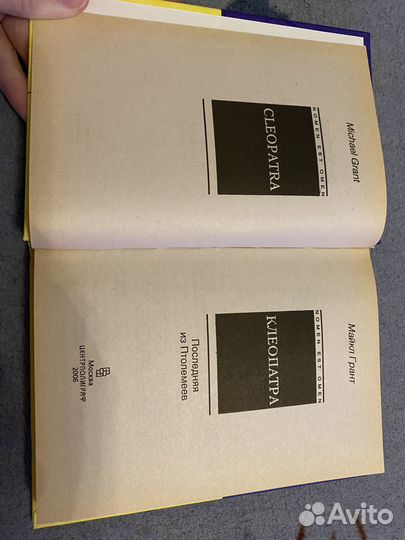 Michael Grant
NOMEN EST OMEN
CLEOPATRA
Майкл Грант
NOMEN EST OMEN
КЛЕОПАТРА
Последняя
из Птолемеев
Москва
ЦЕНТРПОЛИГРАФ
2006
Avito